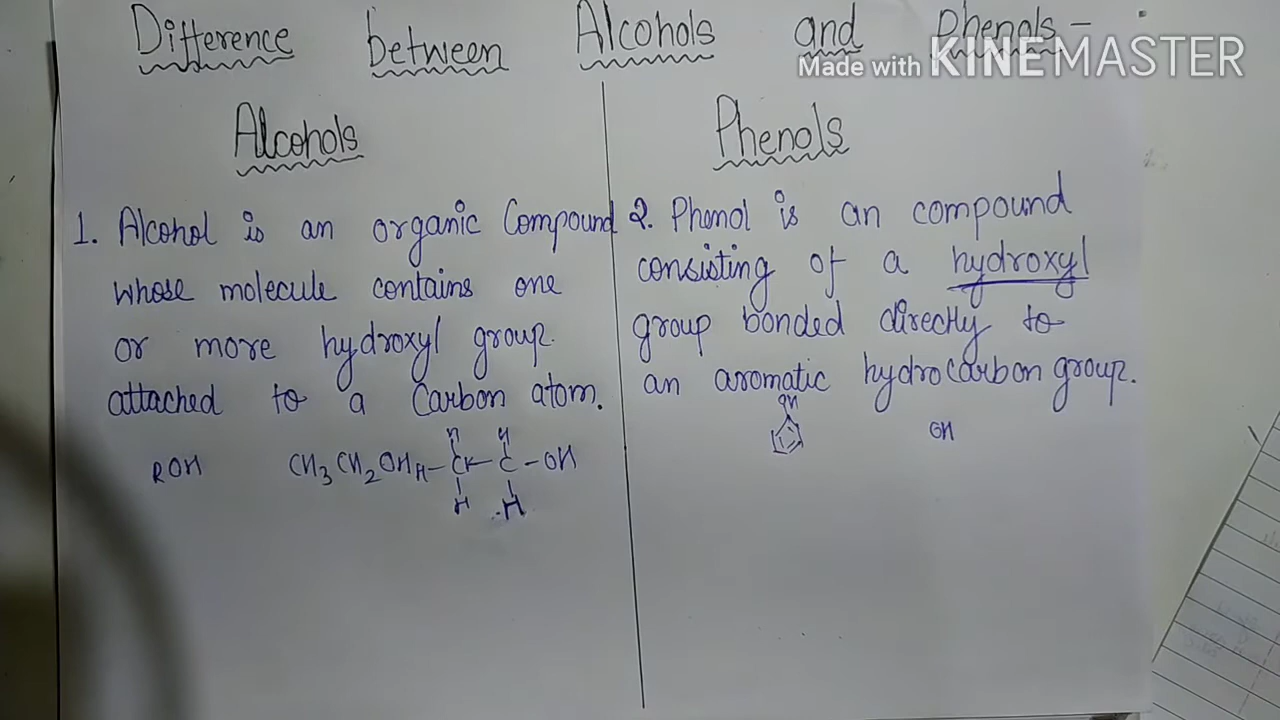 Difference between Alcohols and Phenols-
Made with KINEMASTER
Alcohols
1. Alcohol is an organic Compound
whose molecule contains one
or more hydroxyl group.
attached to a Carbon atom.
ROH CH3CH2OH H-C-C-OH
H H
H H
Phenols
2. Phenol is an compound
consisting of a hydroxyl
group bonded directly to
an aromatic hydrocarbon group.
OH
OH